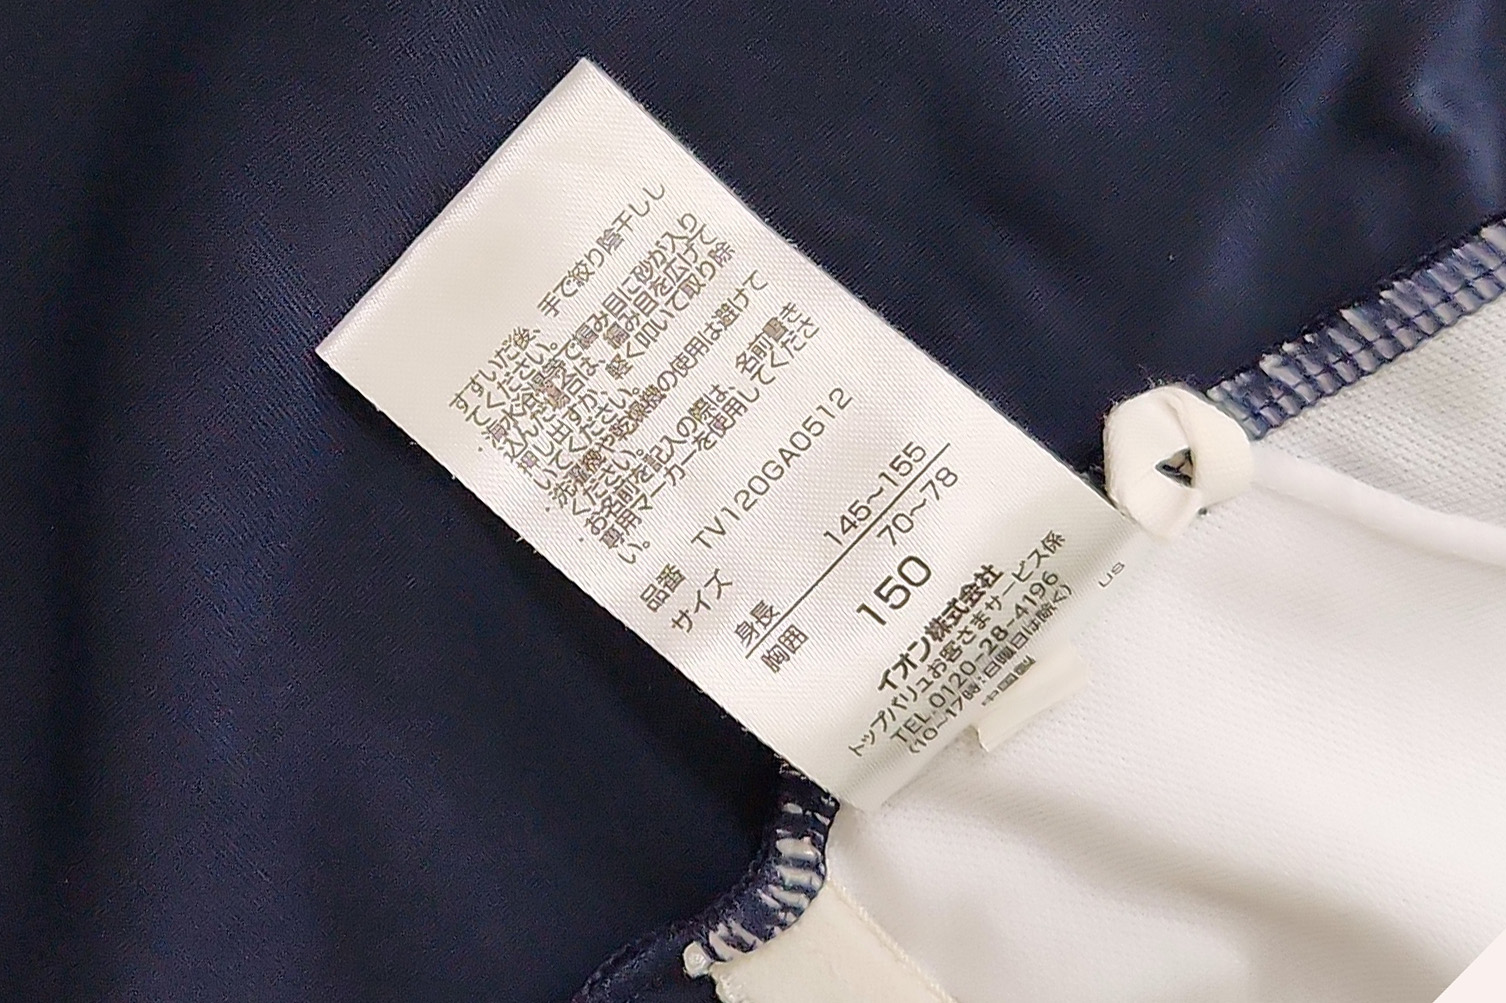 すすいだ後、手で絞り陰干しし
てください。
・海水浴場等で編み目に砂が入り
込んだ場合は、編み目を広げて
押し出すか、軽く叩いて取り除
いてください。
・洗濯機や乾燥機の使用は避けて
ください。
・お名前を記入の際は、名前書き
専用マーカーを使用してくださ
い。
品番 TV120GA0512
サイズ
身長 145~155
胸囲 70~78
150
イオン株式会社
トップバリュお客さまサービス係
TEL.0120-28-4196
(10~17時:日曜日は除く)
中国製
US